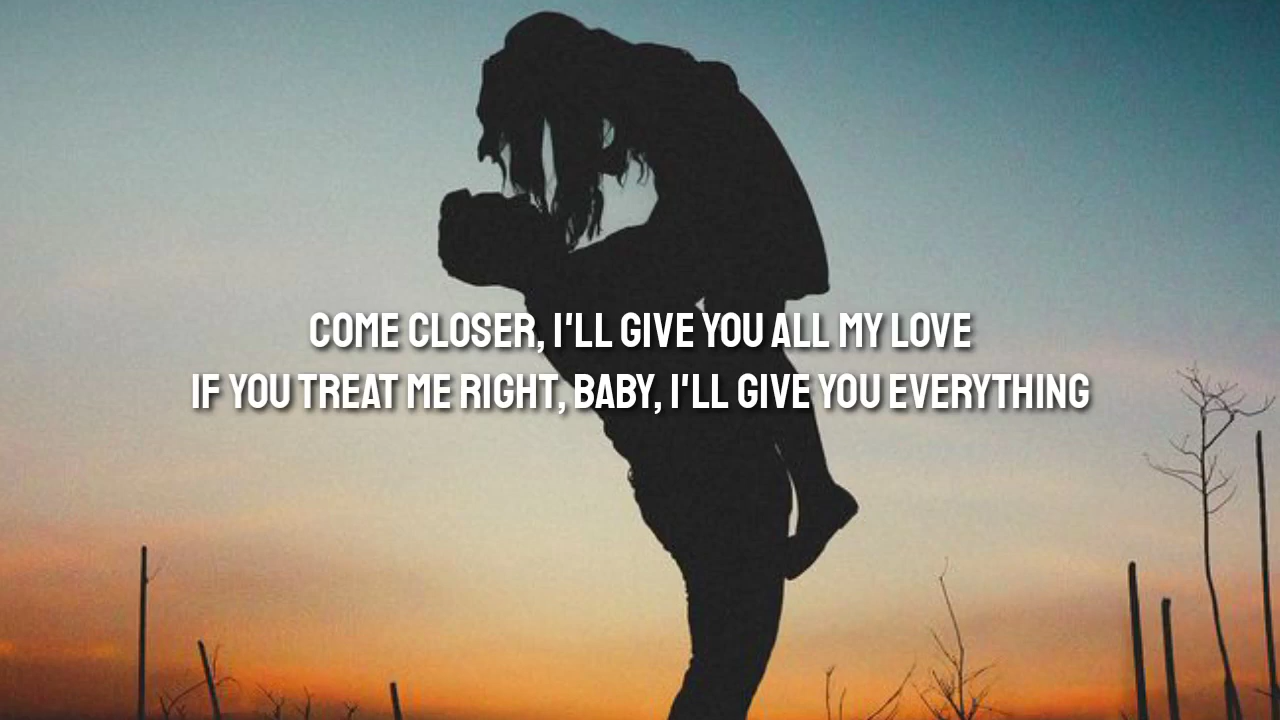 COME CLOSER, I'LL GIVE YOU ALL MY LOVE
IF YOU TREAT ME RIGHT, BABY, I'LL GIVE YOU EVERYTHING